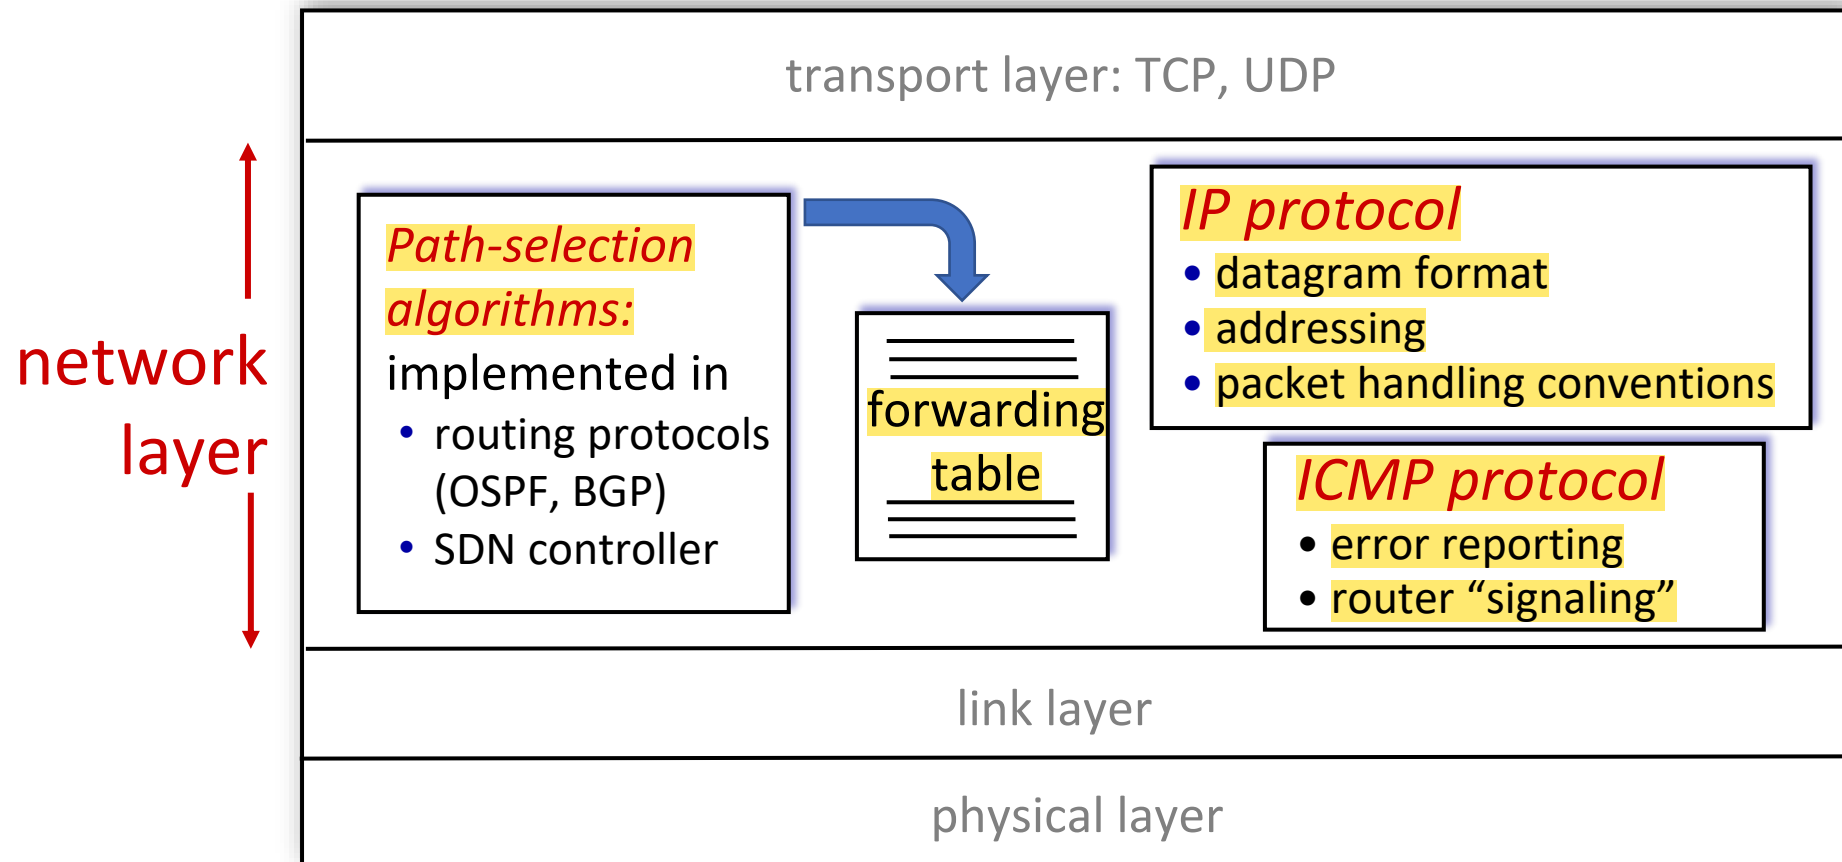 transport layer: TCP, UDP
network
layer
Path-selection
algorithms:
implemented in
• routing protocols
(OSPF, BGP)
• SDN controller
forwarding
table
IP protocol
• datagram format
• addressing
• packet handling conventions
ICMP protocol
• error reporting
• router “signaling”
link layer
physical layer